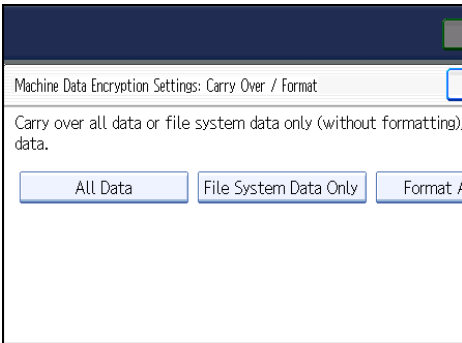 Machine Data Encryption Settings: Carry Over / Format
Carry over all data or file system data only (without formatting),
data.
All Data
File System Data Only
Format A